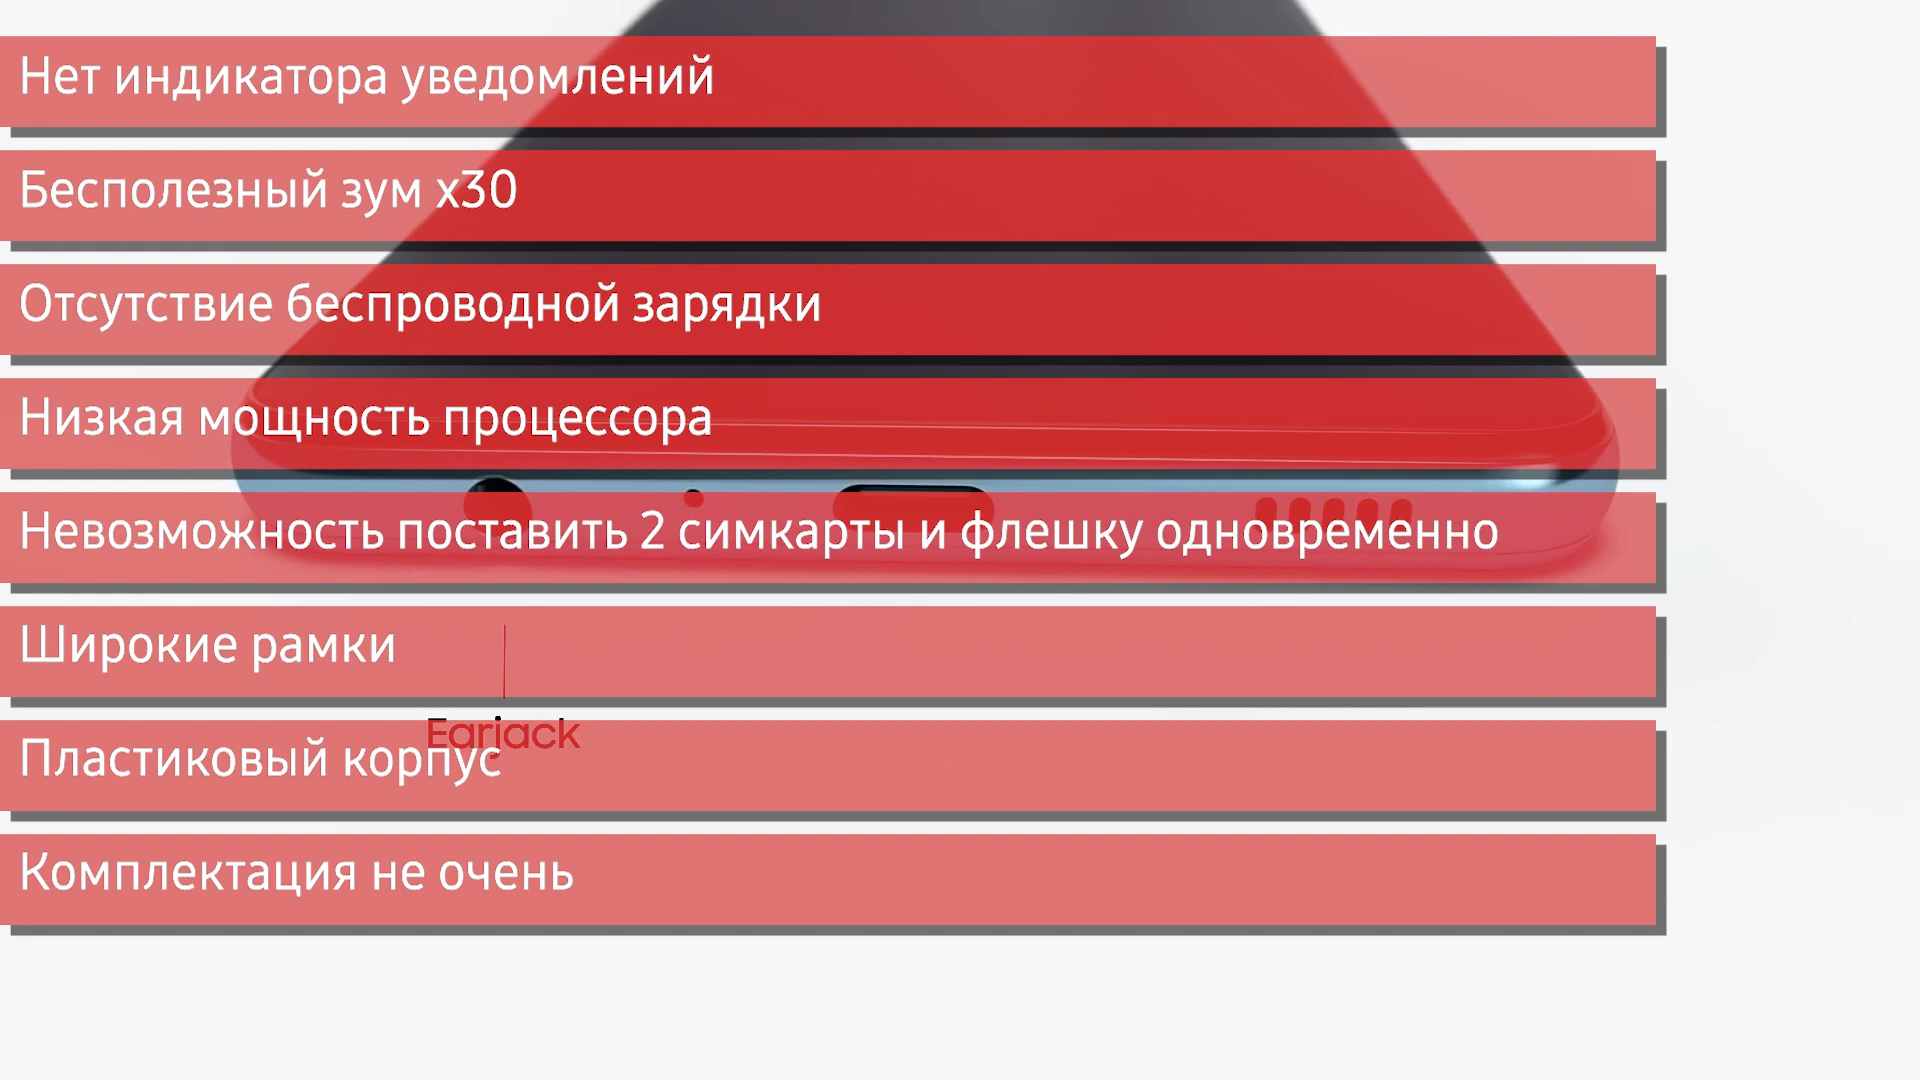 Нет индикатора уведомлений
Бесполезный зум х30
Отсутствие беспроводной зарядки
Низкая мощность процессора
Невозможность поставить 2 симкарты и флешку одновременно
Широкие рамки
Earjack
Пластиковый корпус
Комплектация не очень